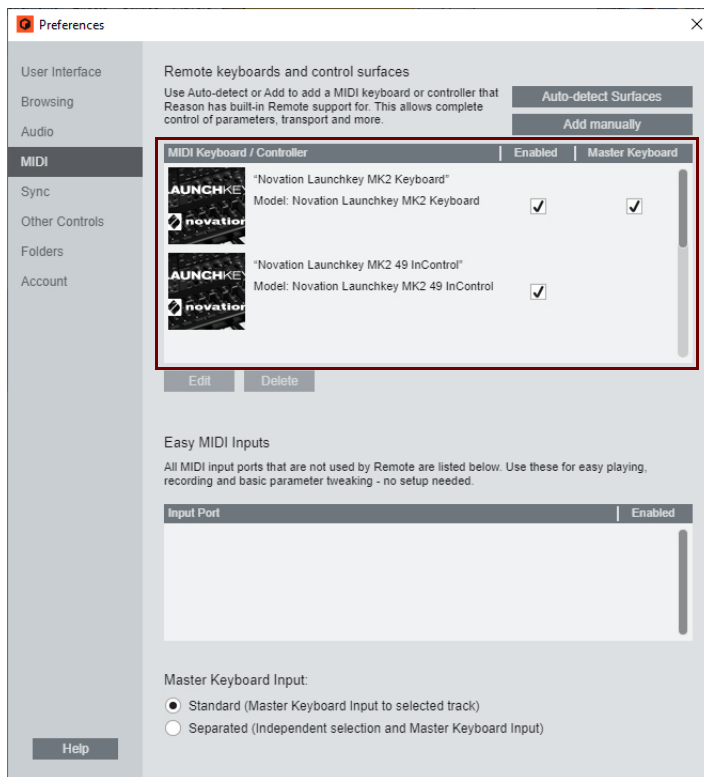 Preferences
User Interface
Browsing
Audio
MIDI
Sync
Other Controls
Folders
Account
Help
Remote keyboards and control surfaces
Use Auto-detect or Add to add a MIDI keyboard or controller that
Reason has built-in Remote support for. This allows complete
control of parameters, transport and more.
Auto-detect Surfaces
Add manually
MIDI Keyboard / Controller
Enabled
Master Keyboard
LAUNCHKEY
novation
“Novation Launchkey MK2 Keyboard”
Model: Novation Launchkey MK2 Keyboard
LAUNCHKEY
novation
“Novation Launchkey MK2 49 InControl”
Model: Novation Launchkey MK2 49 InControl
Edit
Delete
Easy MIDI Inputs
All MIDI input ports that are not used by Remote are listed below. Use these for easy playing,
recording and basic parameter tweaking - no setup needed.
Input Port
Enabled
Master Keyboard Input:
Standard (Master Keyboard Input to selected track)
Separated (Independent selection and Master Keyboard Input)